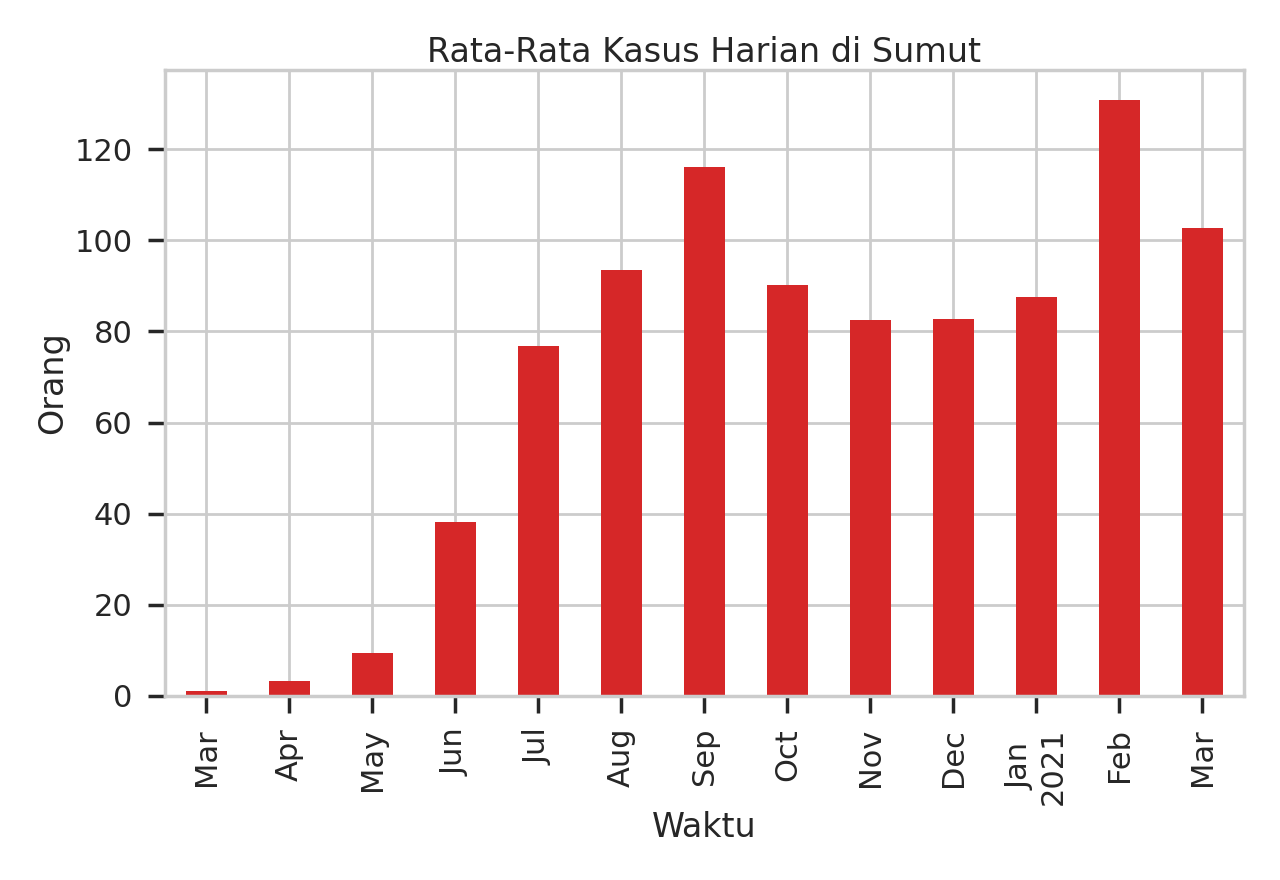 Rata-Rata Kasus Harian di Sumut
120
100
80
60
40
20
0
Orang
Mar
Apr
May
Jun
Jul
Aug
Sep
Oct
Nov
Dec
Jan
2021
Feb
Mar
Waktu